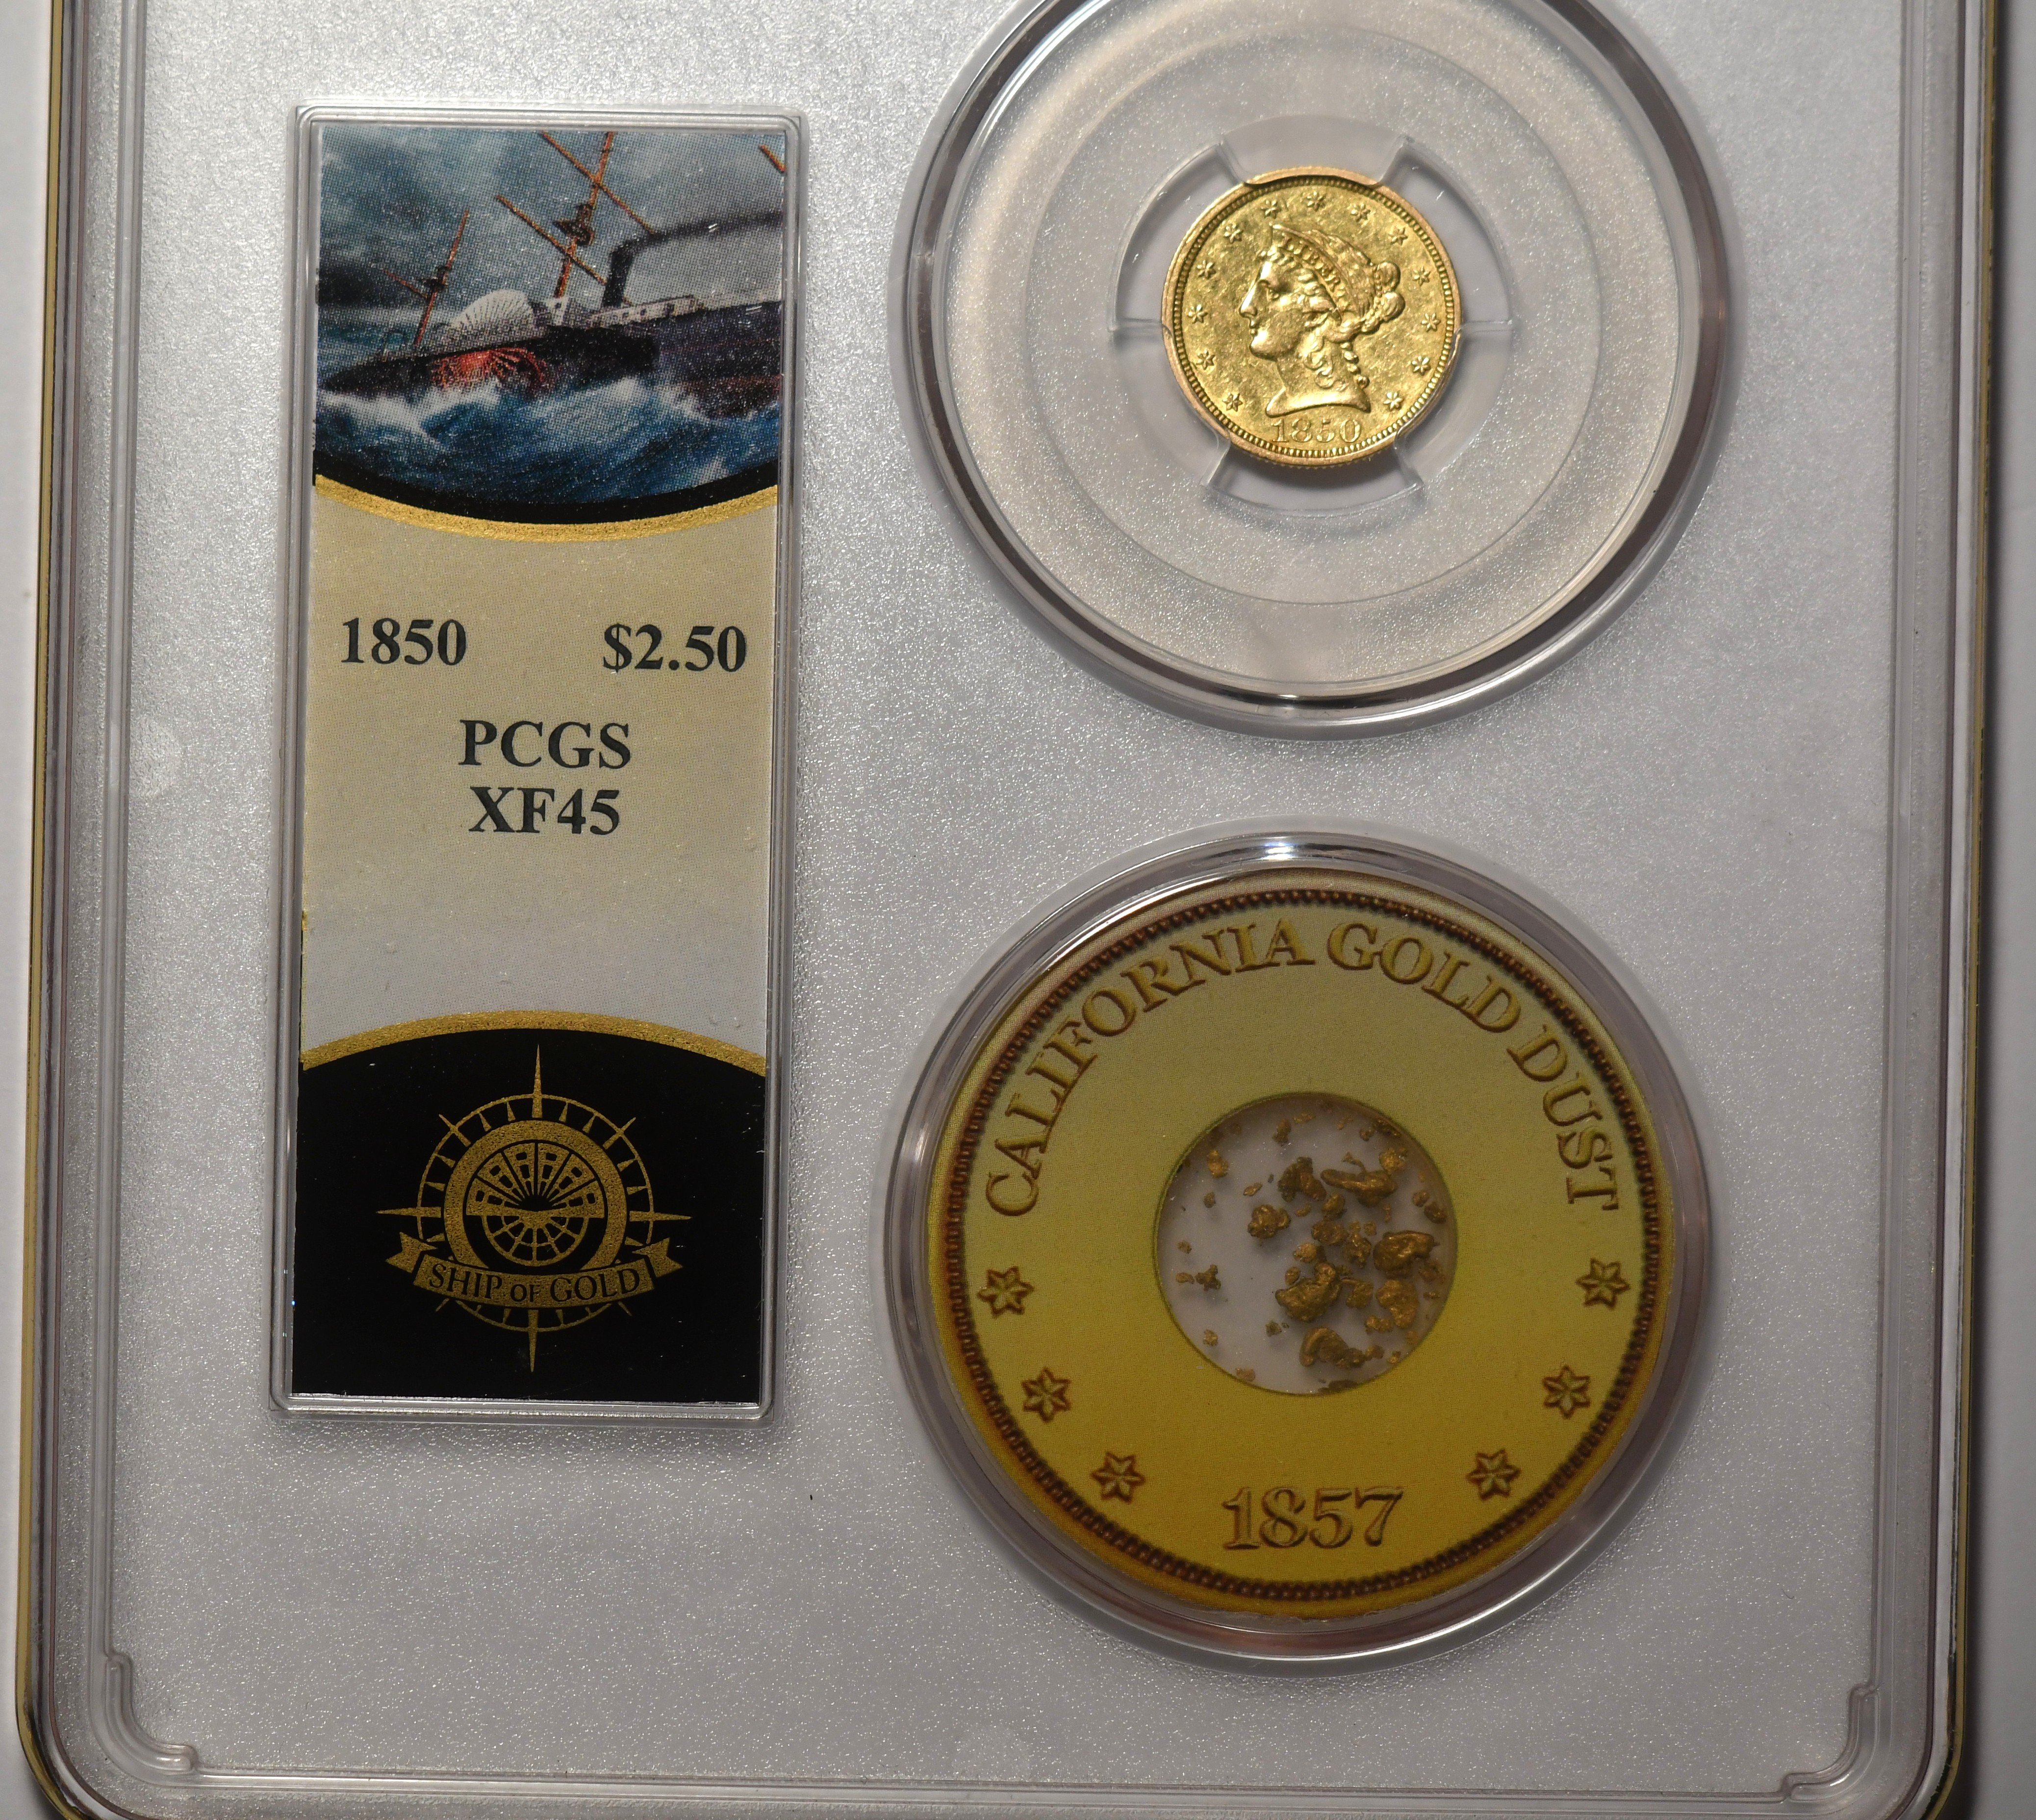 1850 $2.50
PCGS
XF45
SHIP OF GOLD
LIBERTY
1850
CALIFORNIA GOLD DUST
1857